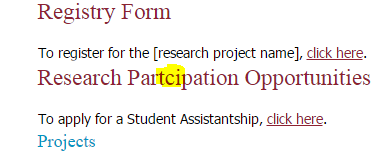 Registry Form
To register for the [research project name], click here.
Research Partcipation Opportunities
To apply for a Student Assistantship, click here.
Projects